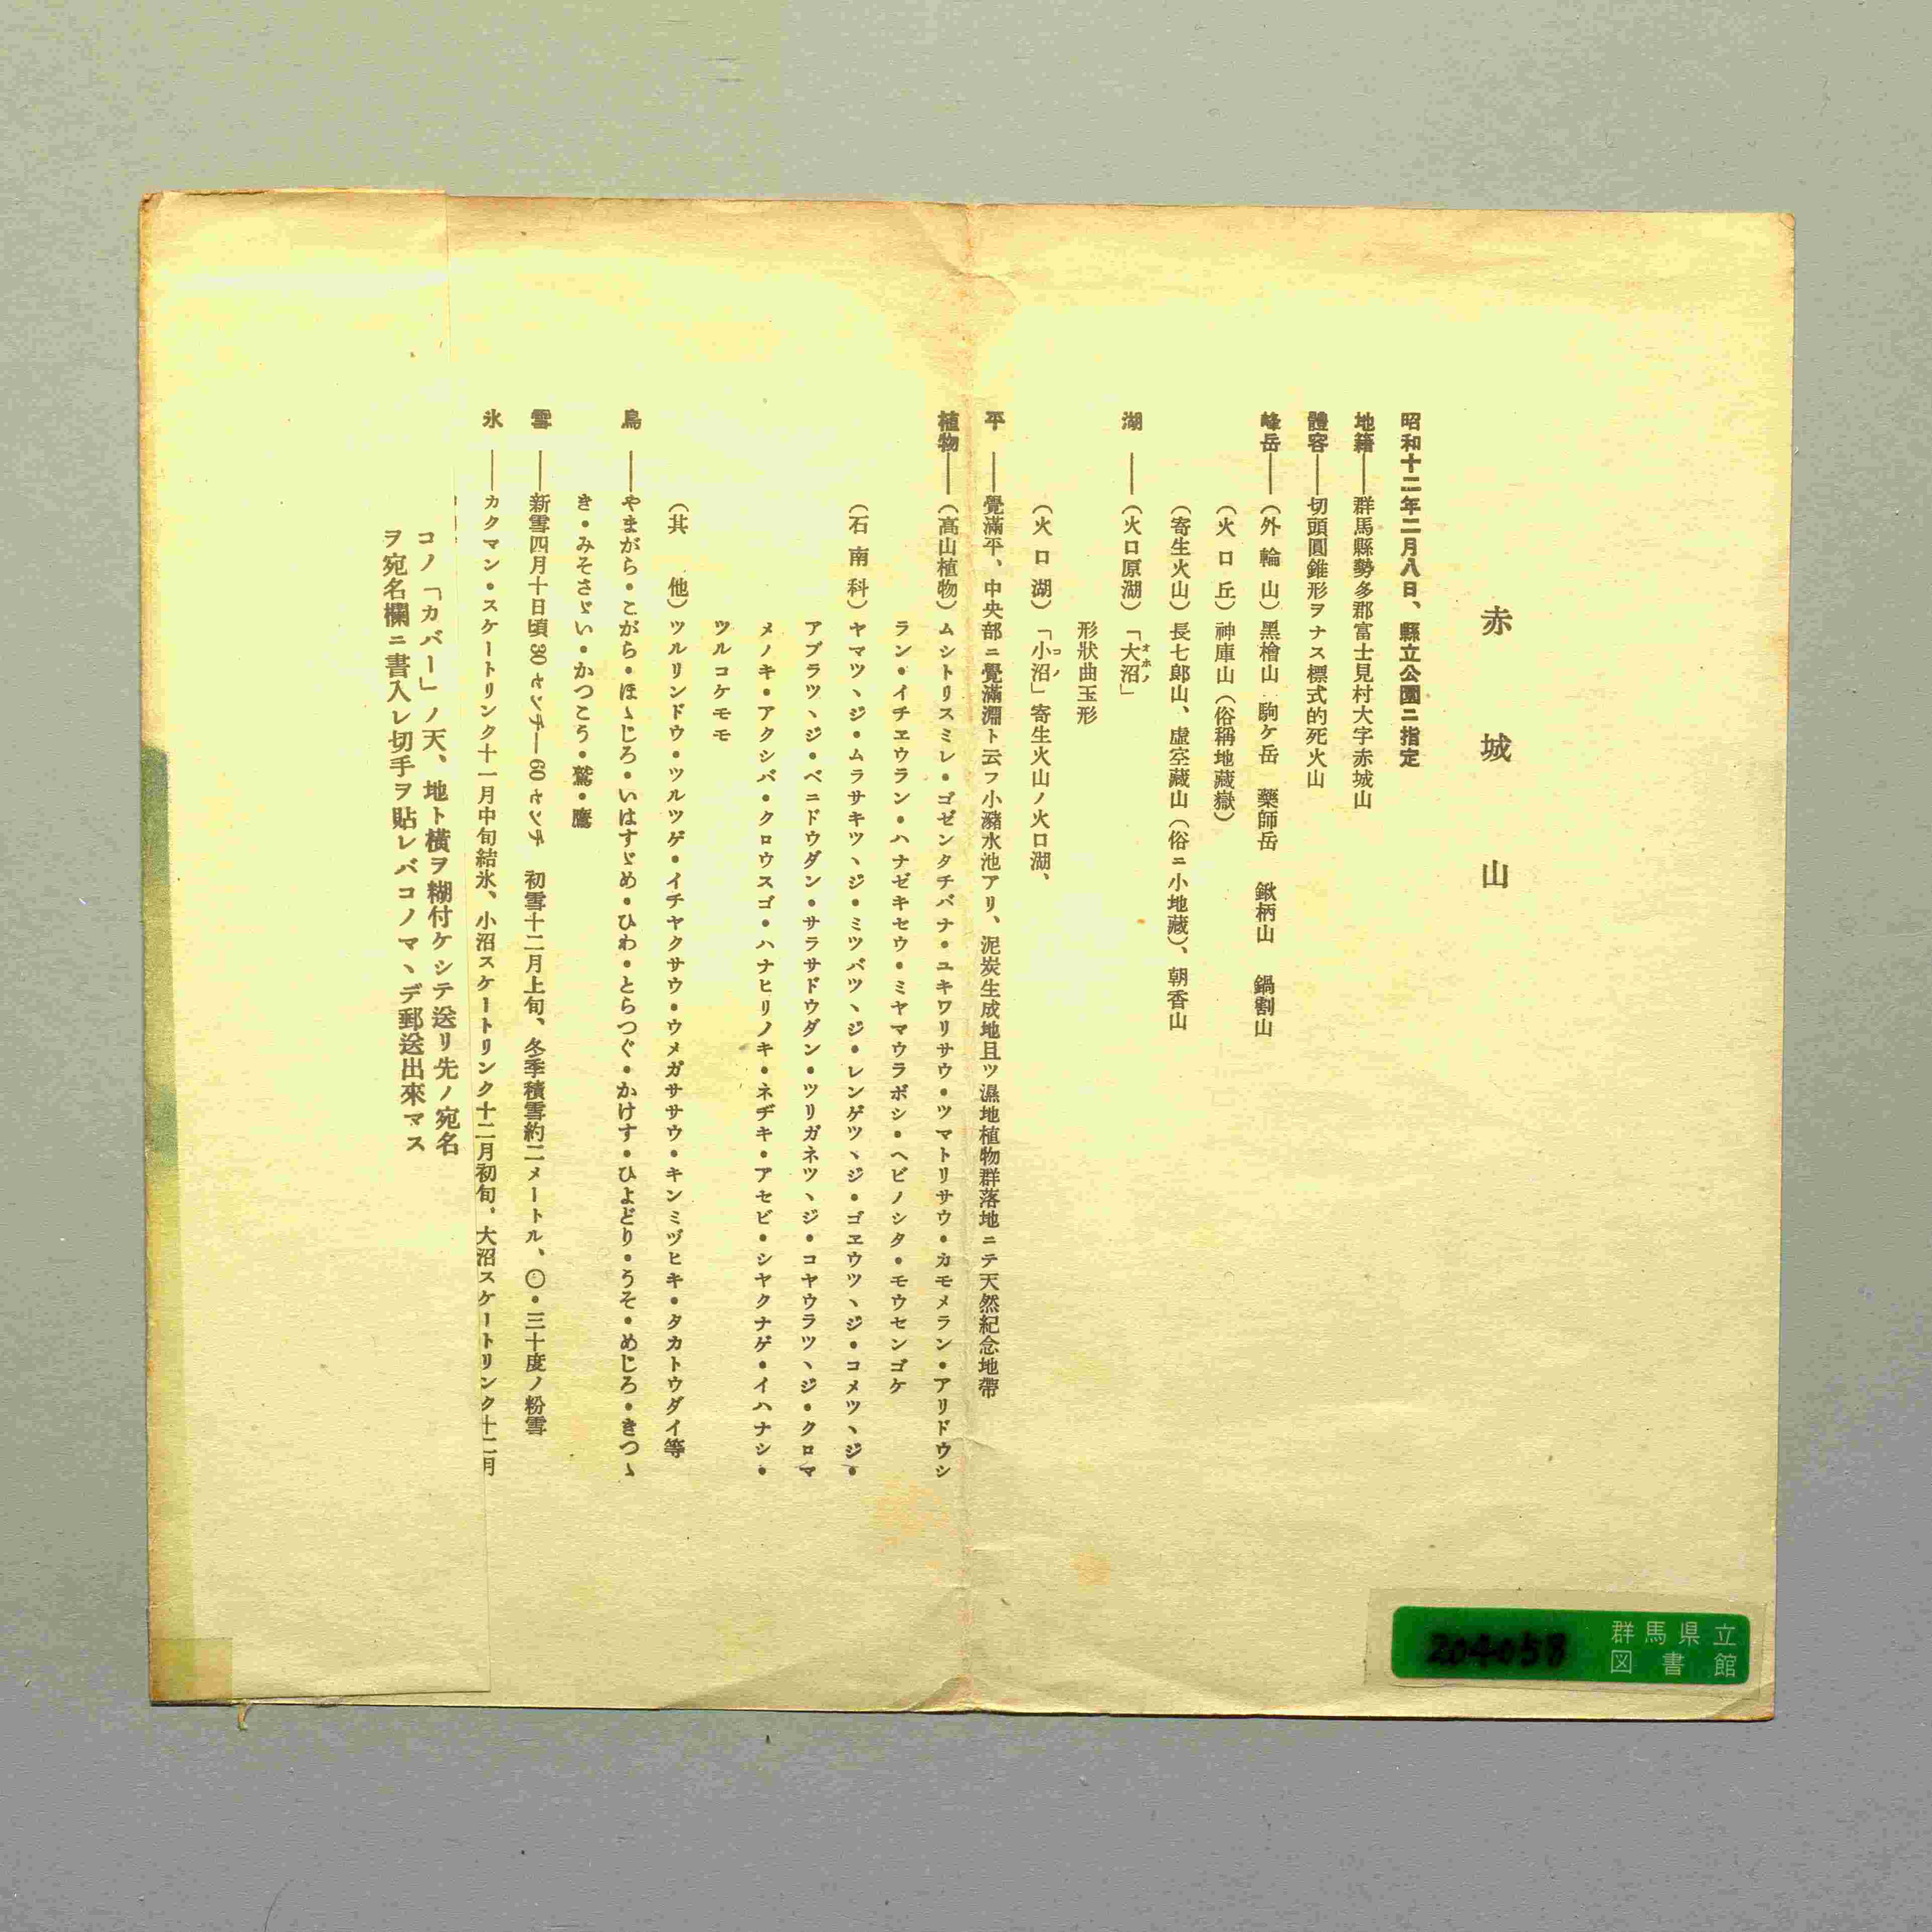 赤城山
昭和十二年二月八日、縣立公園ニ指定
地籍――群馬縣勢多郡富士見村大字赤城山
體容――切頭圓錐形ヲナス標式的死火山
峰岳――(外輪山)黑檜山 駒ケ岳 藥師岳 鍬柄山 鍋割山
(火口丘)神庫山(俗稱地藏嶽)
(寄生火山)長七郎山、虛空藏山(俗ニ小地藏)、朝香山
湖――(火口原湖)「大沼」
オホノ
形狀曲玉形
(火口湖)「小沼」寄生火山ノ火口湖、
コノ
平――覺滿平、中央部ニ覺滿淵ト云フ小瀦水池アリ、泥炭生成地且ツ濕地植物群落地ニテ天然紀念地帶
植物――(高山植物)ムシトリスミレ・ゴゼンタチバナ・ユキワリサウ・ツマトリサウ・カモメラン・アリドウシ
ラン・イチヱウラン・ハナゼキセウ・ミヤマウラボシ・ヘビノシタ・モウセンゴケ
(石南科)ヤマツヽジ・ムラサキツヽジ・ミツバツヽジ・レンゲツヽジ・ゴヱウツヽジ・コメツヽジ・
アブラツヽジ・ベニドウダン・サラサドウダン・ツリガネツヽジ・コヤウラツヽジ・クロマ
メノキ・アクシバ・クロウスゴ・ハナヒリノキ・ネヂキ・アセビ・シヤクナゲ・イハナシ・
ツルコケモモ
(其他)ツルリンドウ・ツルツゲ・イチヤクサウ・ウメガササウ・キンミヅヒキ・タカトウダイ等
鳥――やまがら・こがら・ほゝじろ・いはすゞめ・ひわ・とらつぐ・かけす・ひよどり・うそ・めじろ・きつゝ
き・みそさゞい・かつこう・鷲・鷹
雪――新雪四月十日頃30センチ―60センチ 初雪十二月上旬、冬季積雪約二メートル、〇・三十度ノ粉雪
氷――カクマン・スケートリンク十一月中旬結氷、小沼スケートリンク十二月初旬、大沼スケートリンク十二月
コノ「カバー」ノ天、地ト橫ヲ糊付ケシテ送リ先ノ宛名
ヲ宛名欄ニ書入レ切手ヲ貼レバコノマヽデ郵送出來マス
204058
群馬県立
図書館